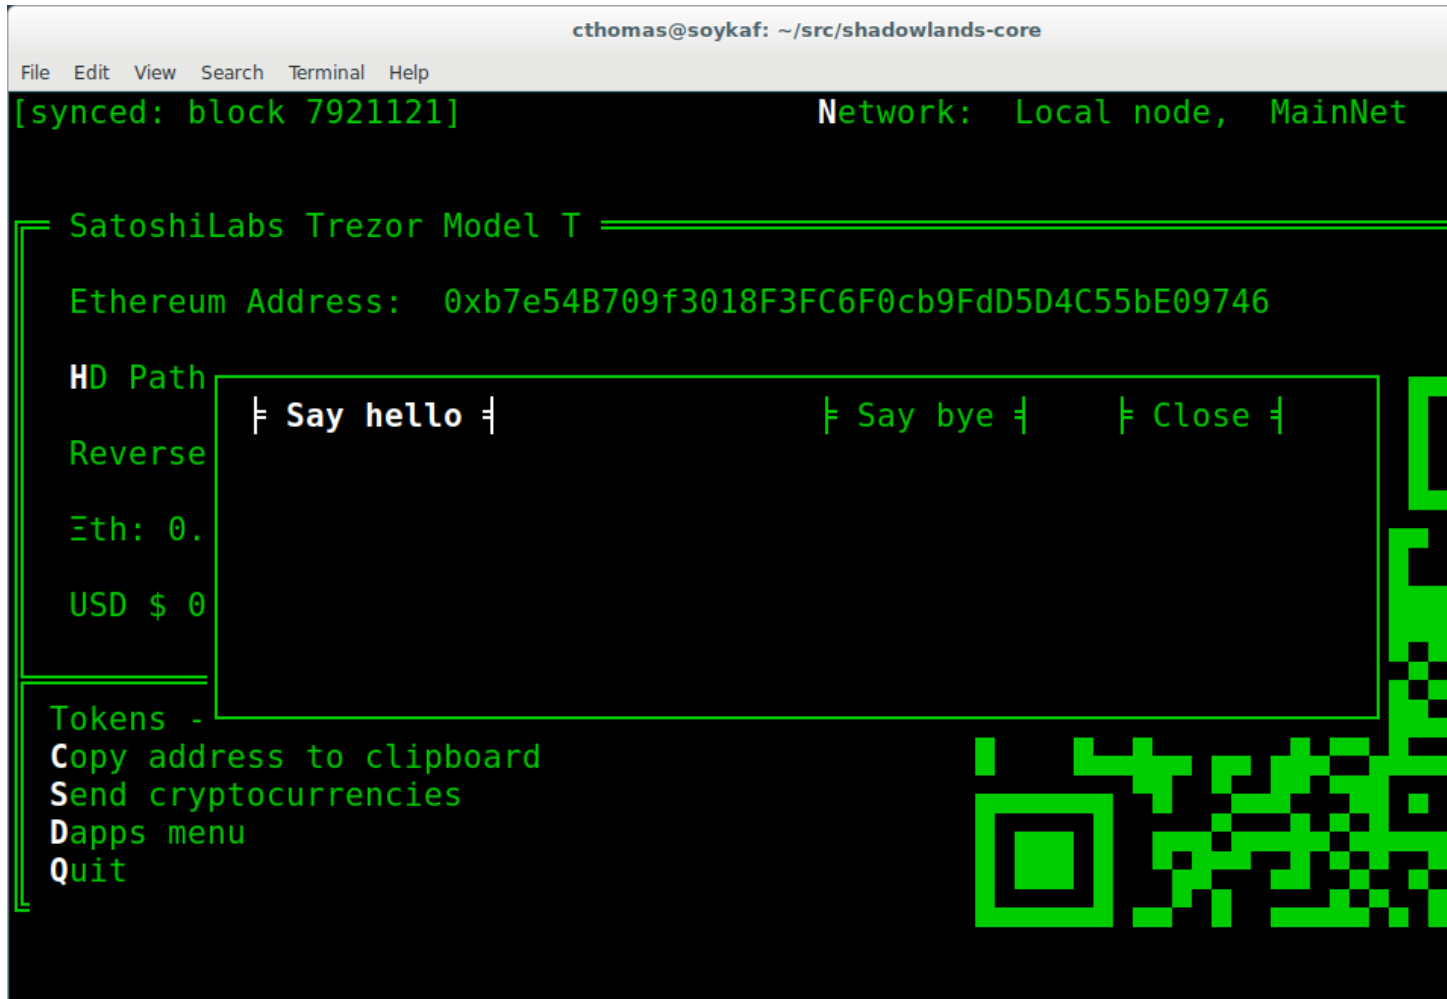 cthomas@soykaf: ~/src/shadowlands-core
File Edit View Search Terminal Help
[synced: block 7921121] Network: Local node, MainNet
SatoshiLabs Trezor Model T
Ethereum Address: 0xb7e54B709f3018F3FC6F0cb9FdD5D4C55bE09746
HD Path
Say hello Say bye Close
Reverse
Ξth: 0.
USD $ 0
Tokens -
Copy address to clipboard
Send cryptocurrencies
Dapps menu
Quit